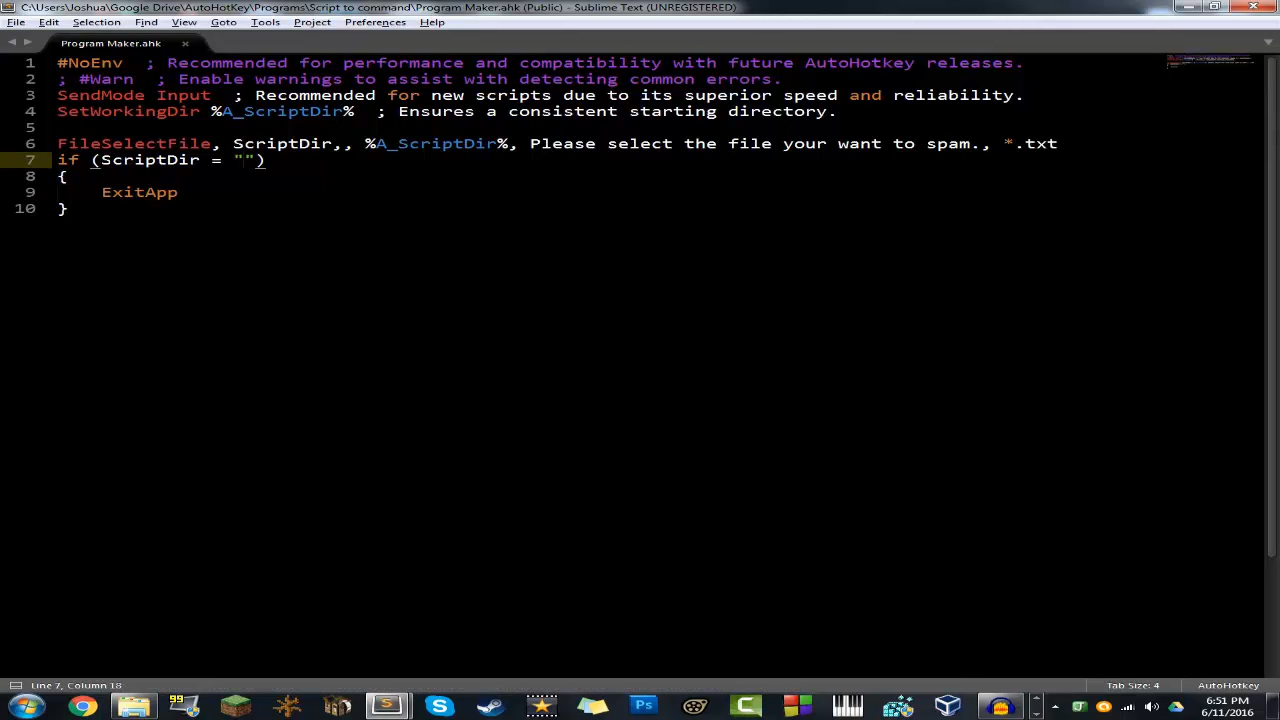 C:\Users\Joshua\Google Drive\AutoHotKey\Programs\Script to command\Program Maker.ahk (Public) - Sublime Text (UNREGISTERED)
File Edit Selection Find View Goto Tools Project Preferences Help
Program Maker.ahk ×
1 #NoEnv  ; Recommended for performance and compatibility with future AutoHotkey releases.
2 ; #Warn  ; Enable warnings to assist with detecting common errors.
3 SendMode Input  ; Recommended for new scripts due to its superior speed and reliability.
4 SetWorkingDir %A_ScriptDir%  ; Ensures a consistent starting directory.
5
6 FileSelectFile, ScriptDir,, %A_ScriptDir%, Please select the file your want to spam., *.txt
7 if (ScriptDir = "")
8 {
9     ExitApp
10 }
Line 7, Column 18
Tab Size: 4
AutoHotkey
99
S
Ps
C
6:51 PM
6/11/2016